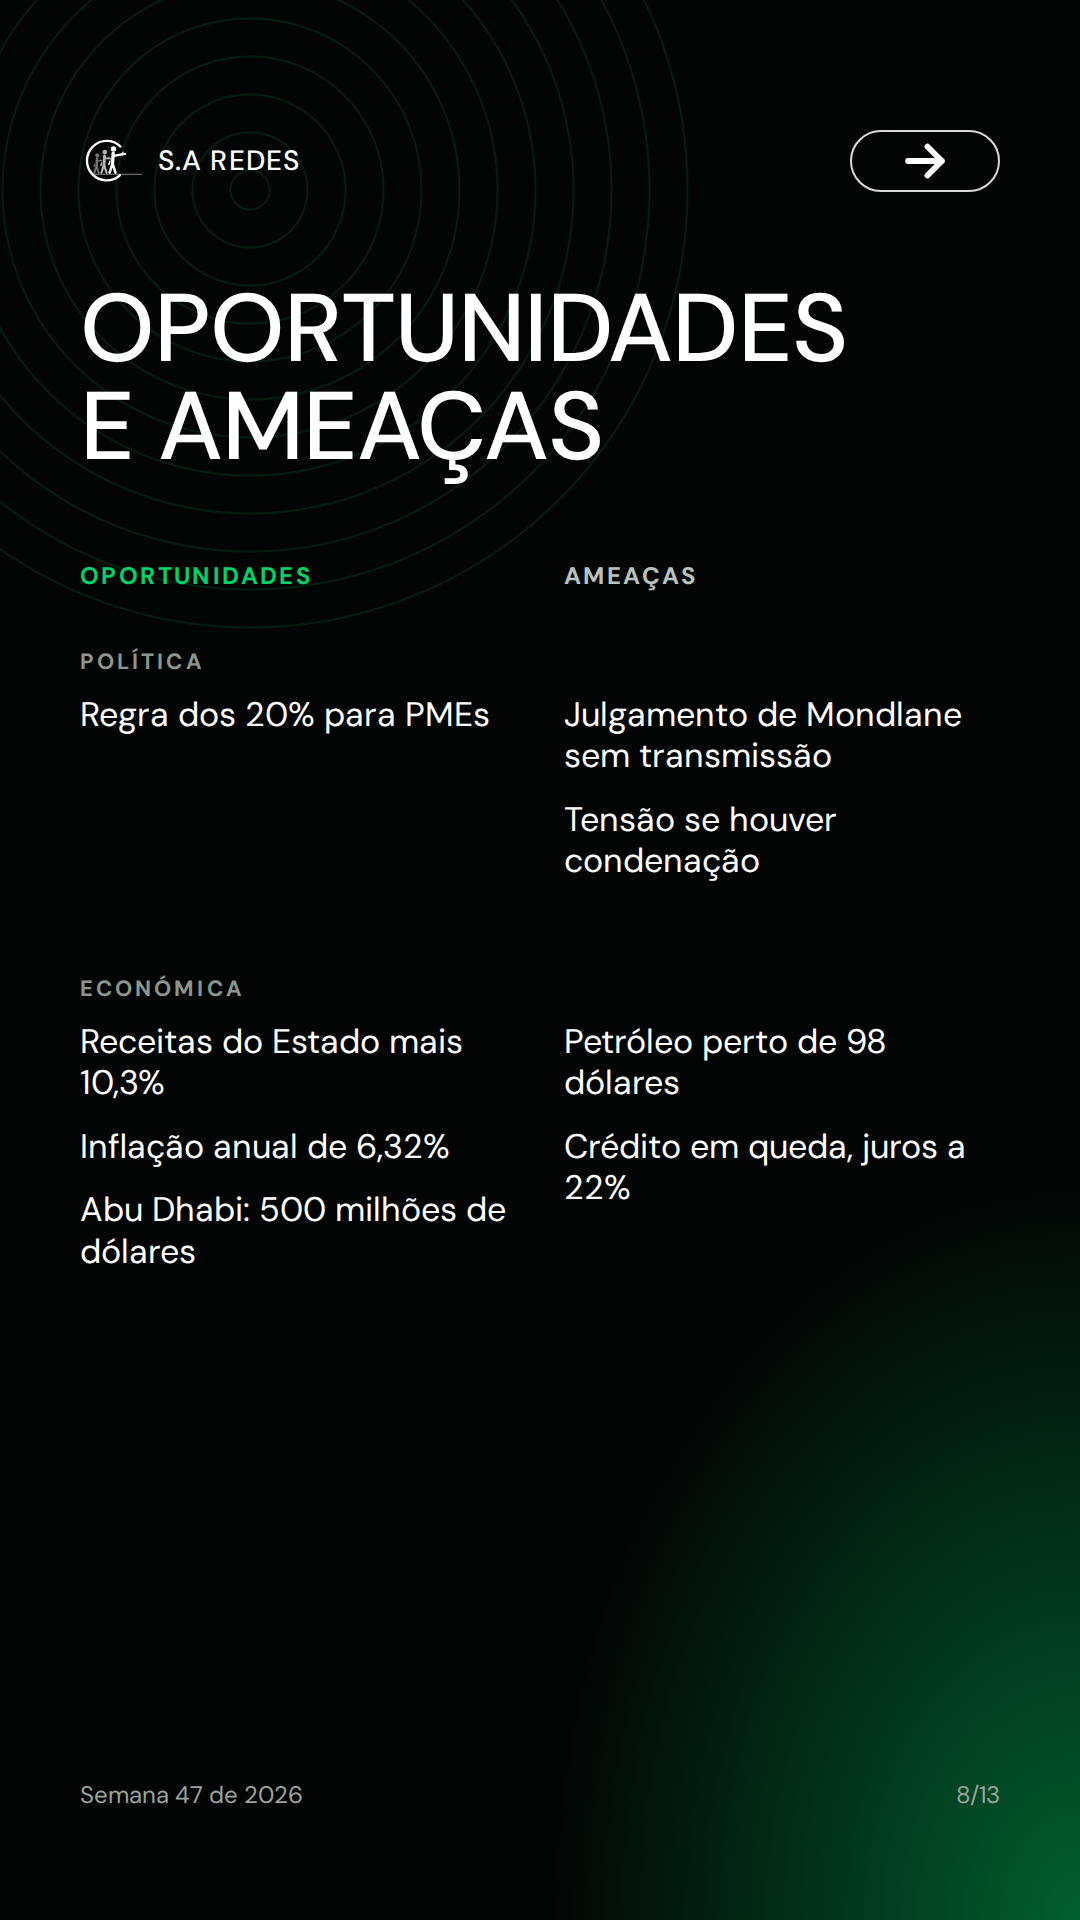 S.A REDES
OPORTUNIDADES
E AMEAÇAS
OPORTUNIDADES
AMEAÇAS
POLÍTICA
Regra dos 20% para PMEs
Julgamento de Mondlane
sem transmissão
Tensão se houver
condenação
ECONÓMICA
Receitas do Estado mais
10,3%
Inflação anual de 6,32%
Abu Dhabi: 500 milhões de
dólares
Petróleo perto de 98
dólares
Crédito em queda, juros a
22%
Semana 47 de 2026
8/13